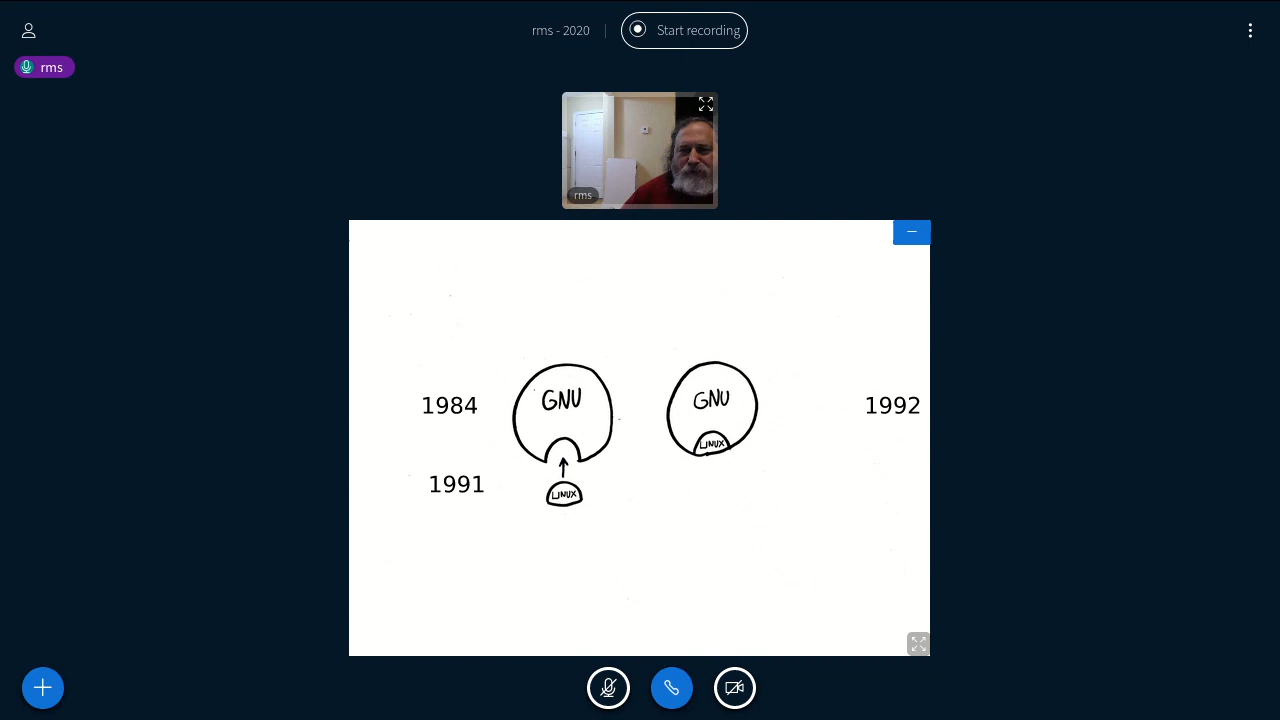 rms - 2020
Start recording
rms
rms
1984
GNU
GNU
1992
LINUX
1991
LINUX